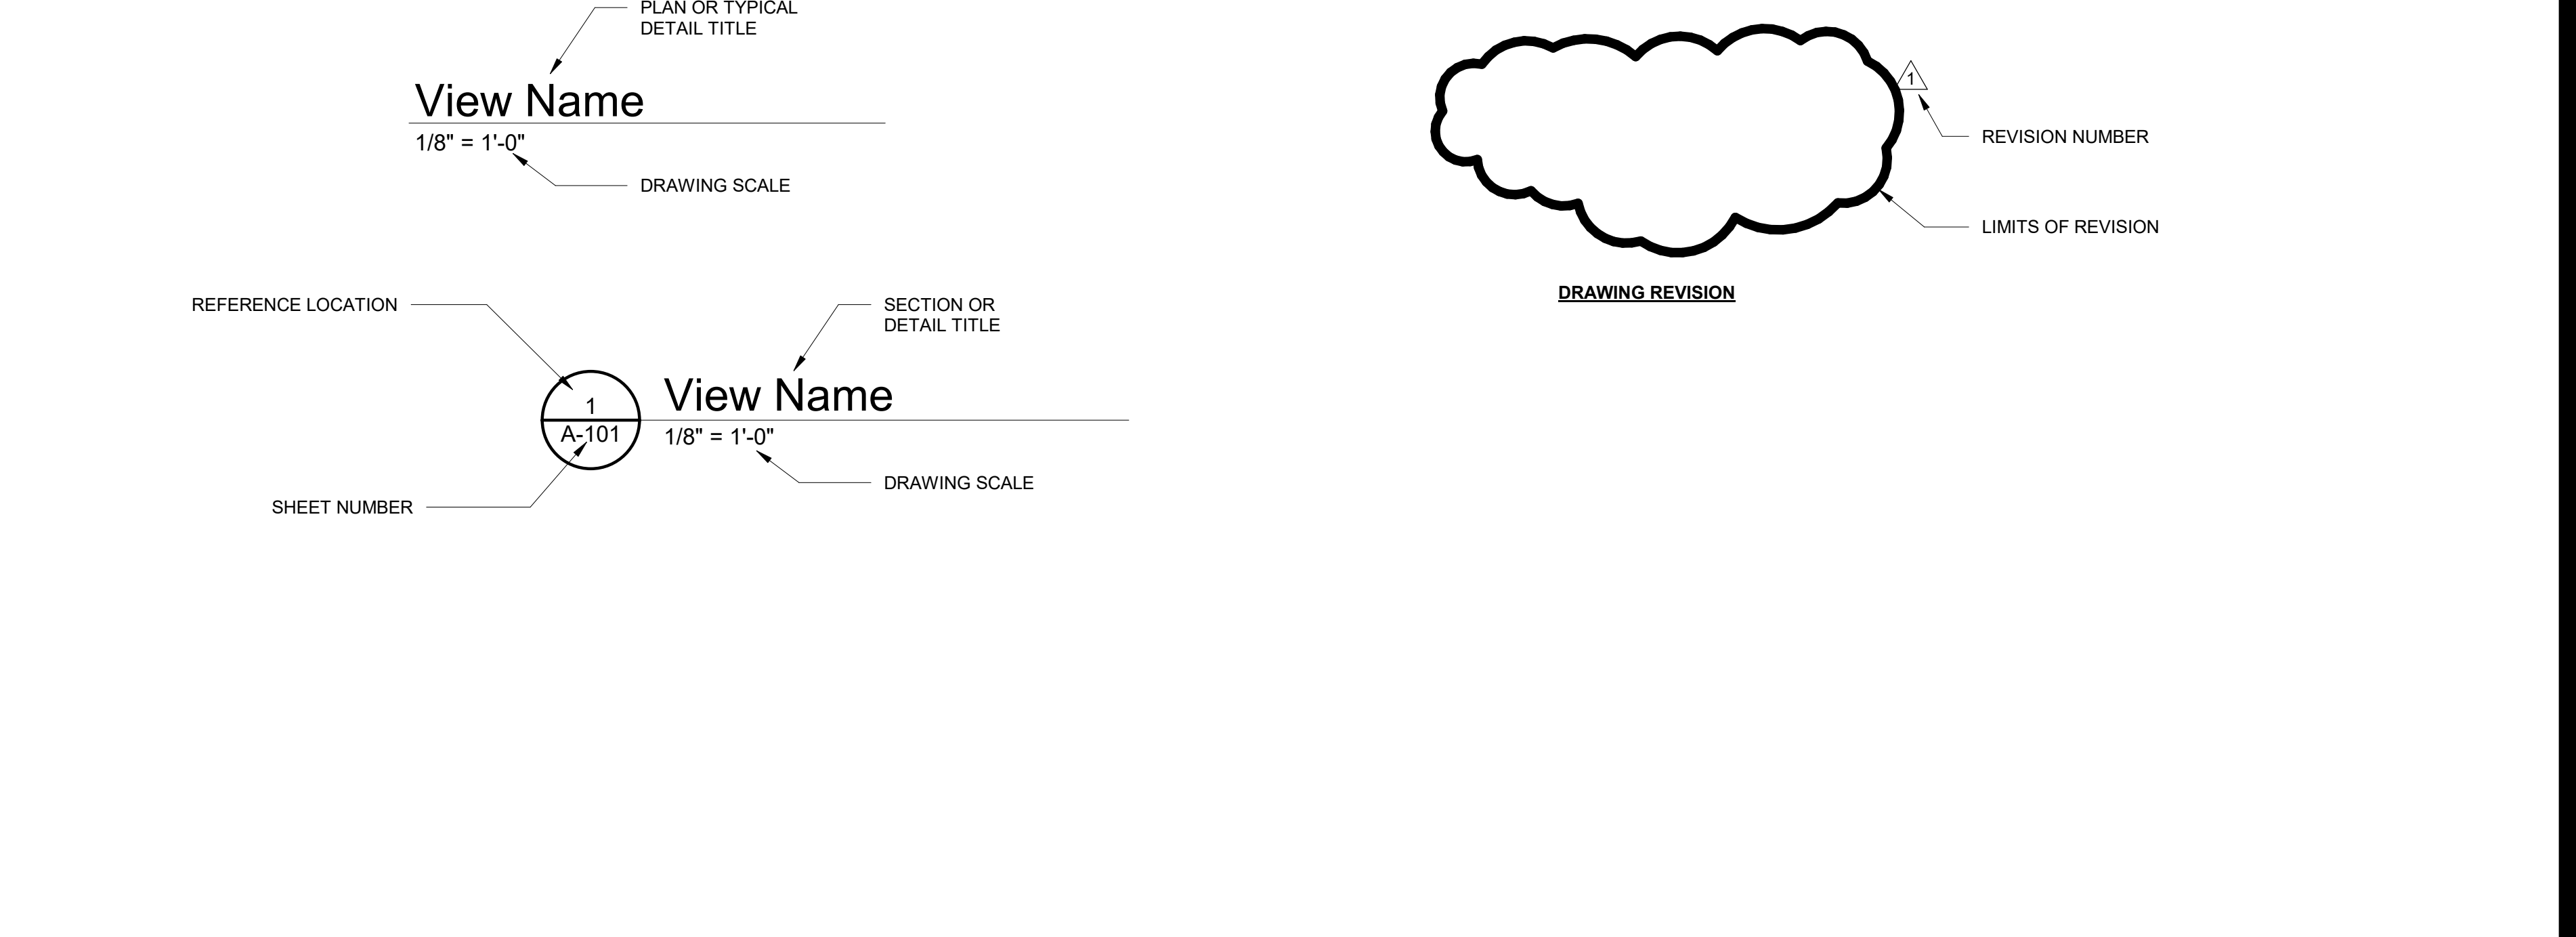 PLAN OR TYPICAL
DETAIL TITLE
View Name
1/8" = 1'-0"
DRAWING SCALE
REFERENCE LOCATION
SECTION OR
DETAIL TITLE
1
A-101
View Name
1/8" = 1'-0"
DRAWING SCALE
SHEET NUMBER
1
REVISION NUMBER
LIMITS OF REVISION
DRAWING REVISION